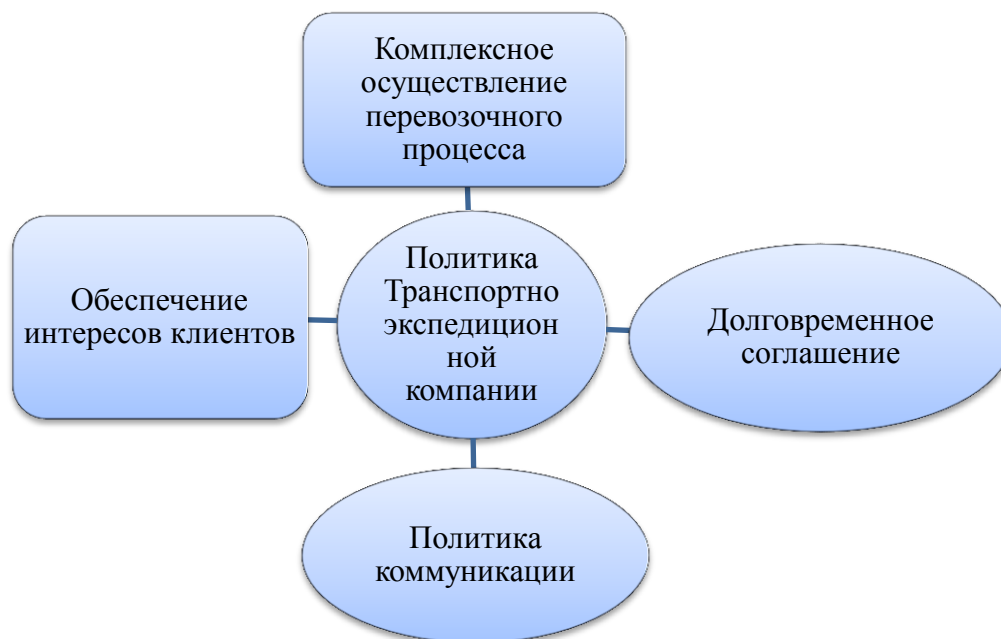 Комплексное
осуществление
перевозочного
процесса
Обеспечение
интересов клиентов
Политика
Транспортно
экспедицион
ной
компании
Долговременное
соглашение
Политика
коммуникации